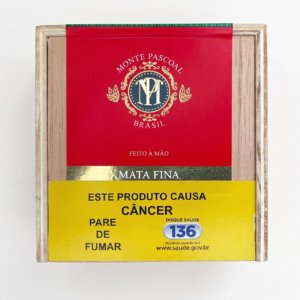 MONTE PASCOAL
MP
BRASIL
FEITO À MÃO
MATA FINA
ESTE PRODUTO CAUSA
CÂNCER
PARE
DE
FUMAR
DISQUE SAÚDE
136
www.saude.gov.br